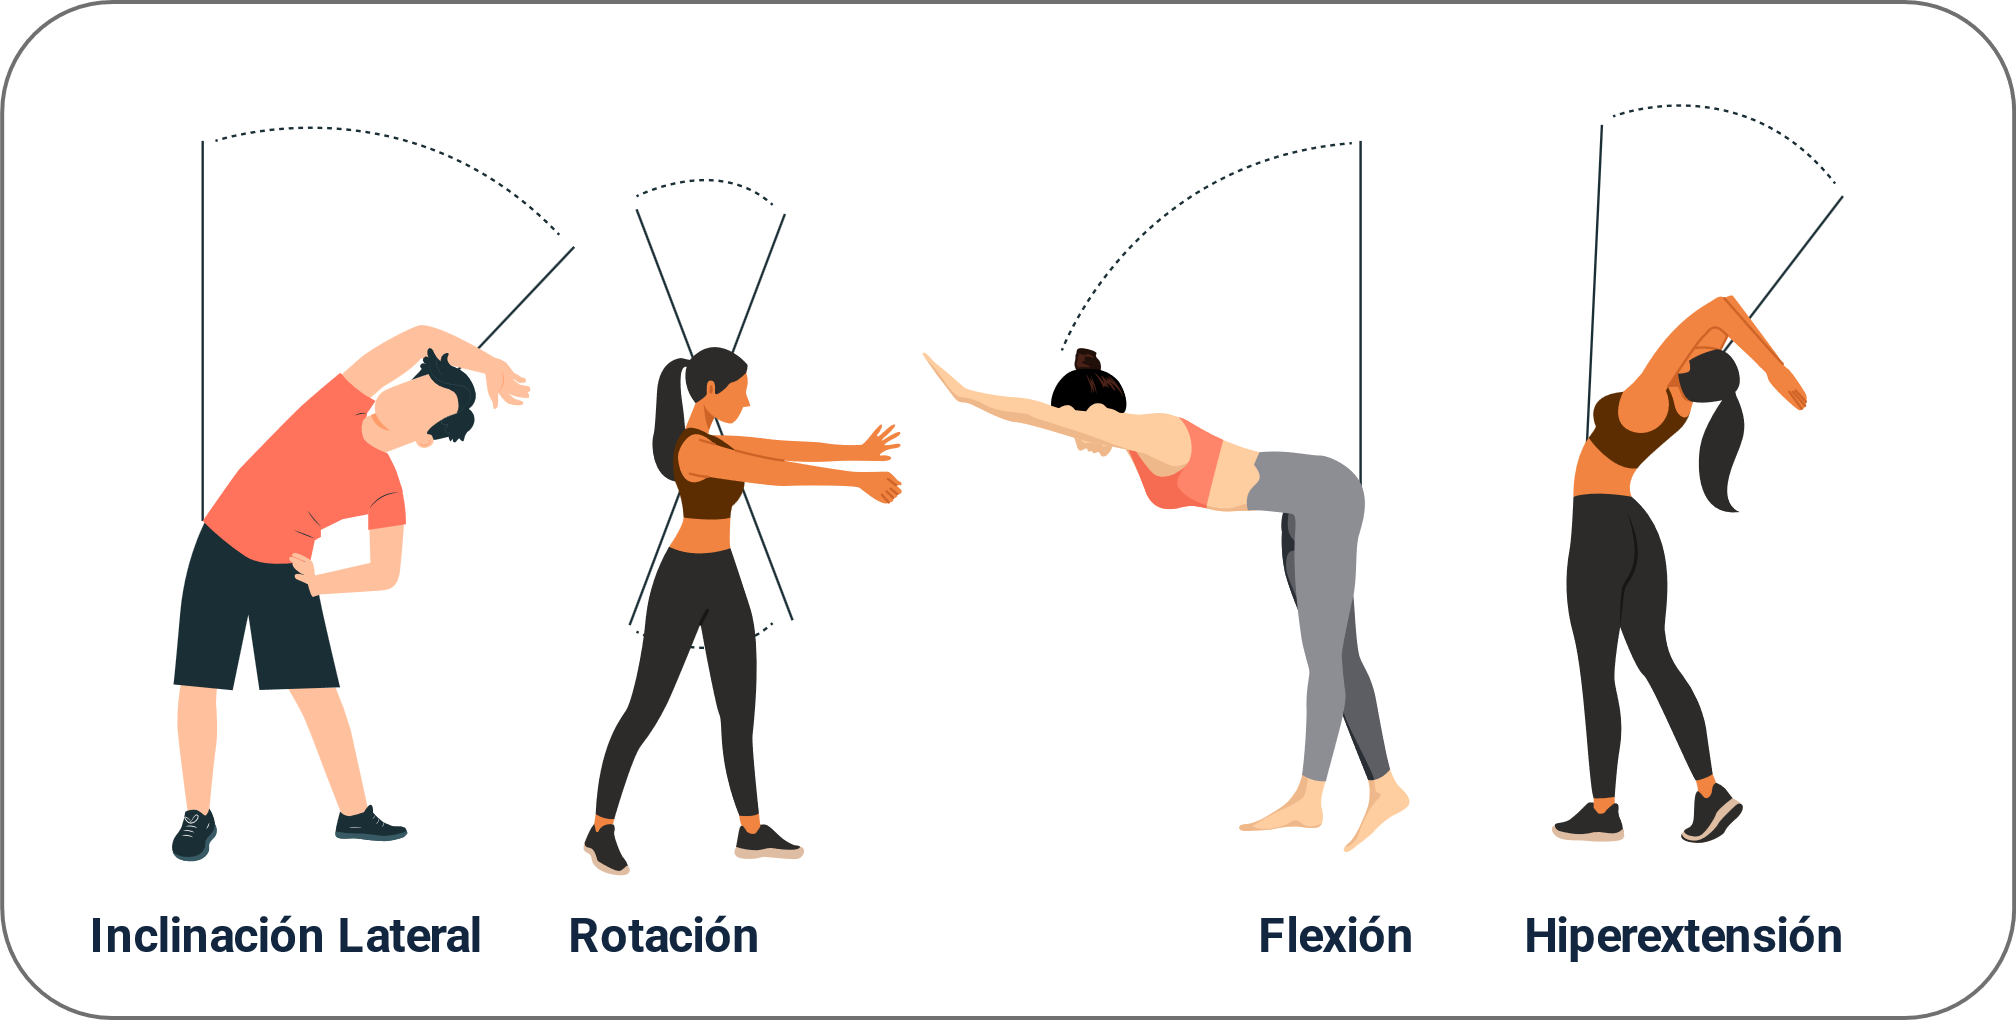 Inclinación Lateral
Rotación
Flexión
Hiperextensión